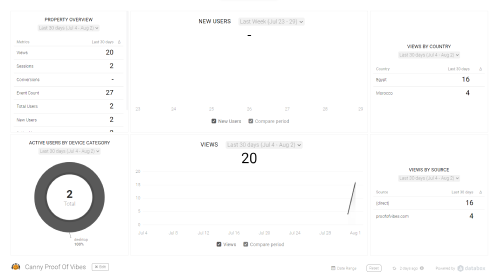 PROPERTY OVERVIEW
Last 30 days (Jul 4 - Aug 2)
Metrics Last 30 days
Views 20
Sessions 2
Conversions -
Event Count 27
Total Users 2
New Users 2
NEW USERS Last Week (Jul 23 - 29)
-
23 24 25 26 27 28 29
New Users Compare period
VIEWS BY COUNTRY
Last 30 days (Jul 4 - Aug 2)
Country Last 30 days
Egypt 16
Morocco 4
ACTIVE USERS BY DEVICE CATEGORY
Last 30 days (Jul 4 - Aug 2)
2
Total
desktop
100%
VIEWS Last 30 days (Jul 4 - Aug 2)
20
20
15
10
5
0
Jul 4 Jul 8 Jul 12 Jul 16 Jul 20 Jul 24 Jul 28 Aug 1
Views Compare period
VIEWS BY SOURCE
Last 30 days (Jul 4 - Aug 2)
Source Last 30 days
(direct) 16
proofofvibes.com 4
Canny Proof Of Vibes
Date Range
Powered by